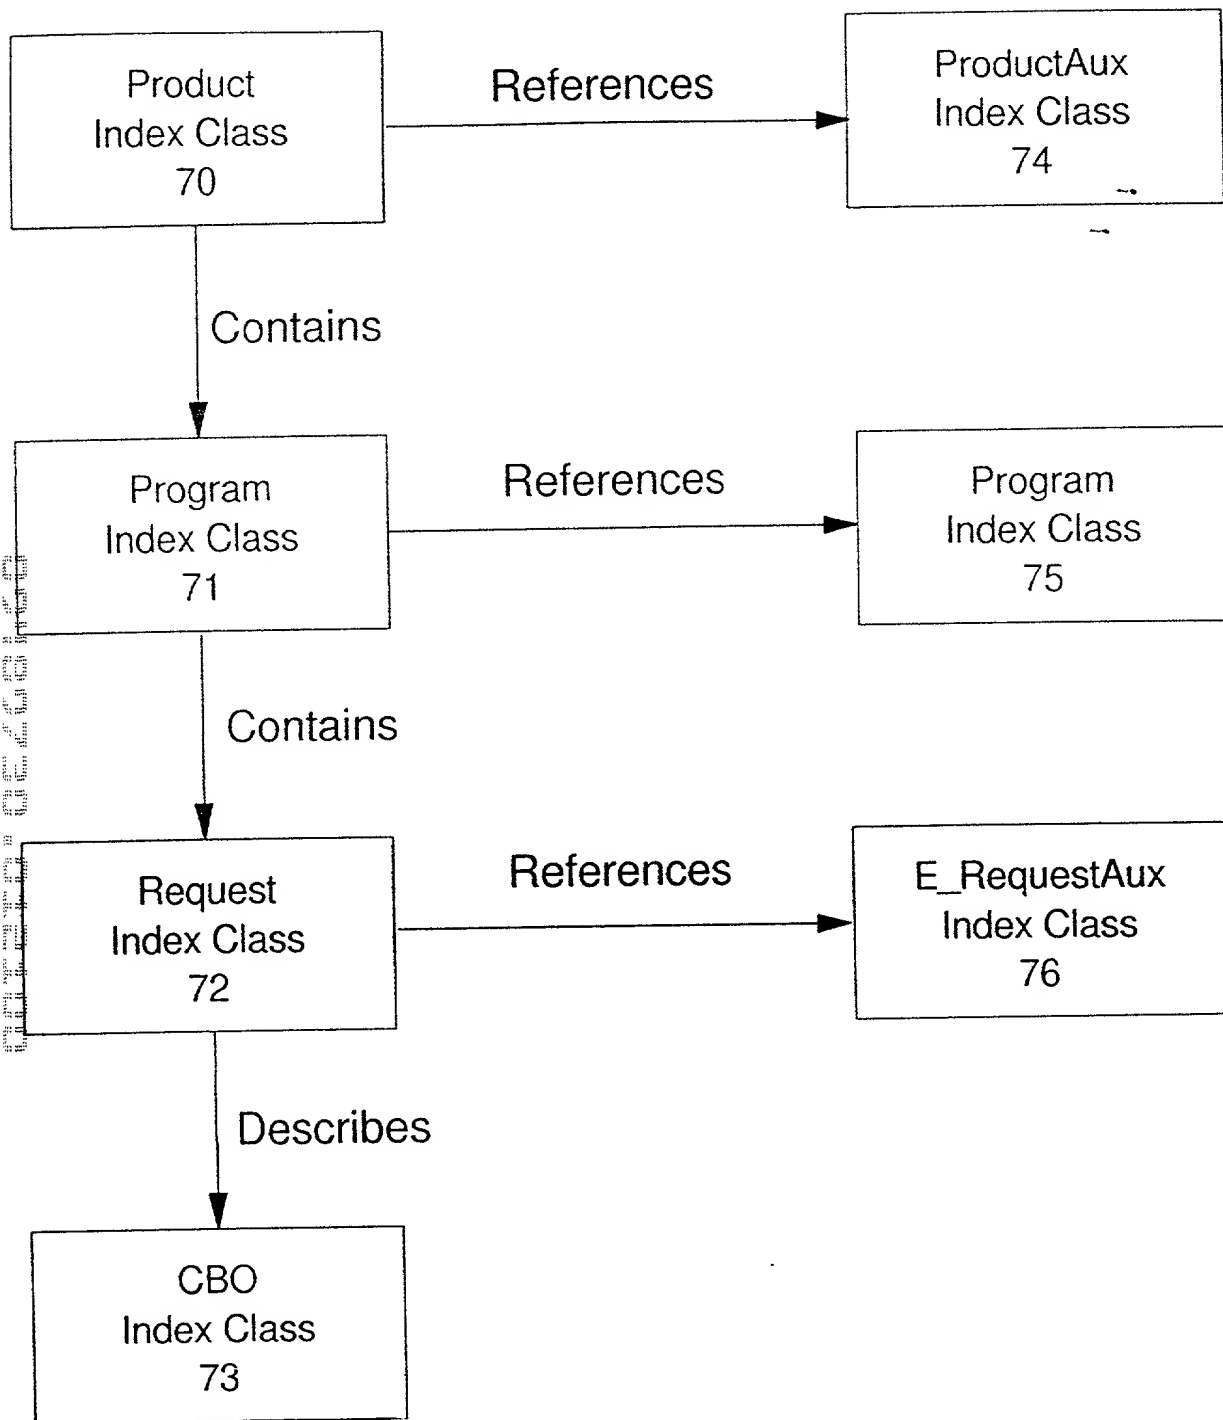 Product
Index Class
70
References
ProductAux
Index Class
74
Contains
Program
Index Class
71
References
Program
Index Class
75
Contains
Request
Index Class
72
References
E_RequestAux
Index Class
76
Describes
CBO
Index Class
73